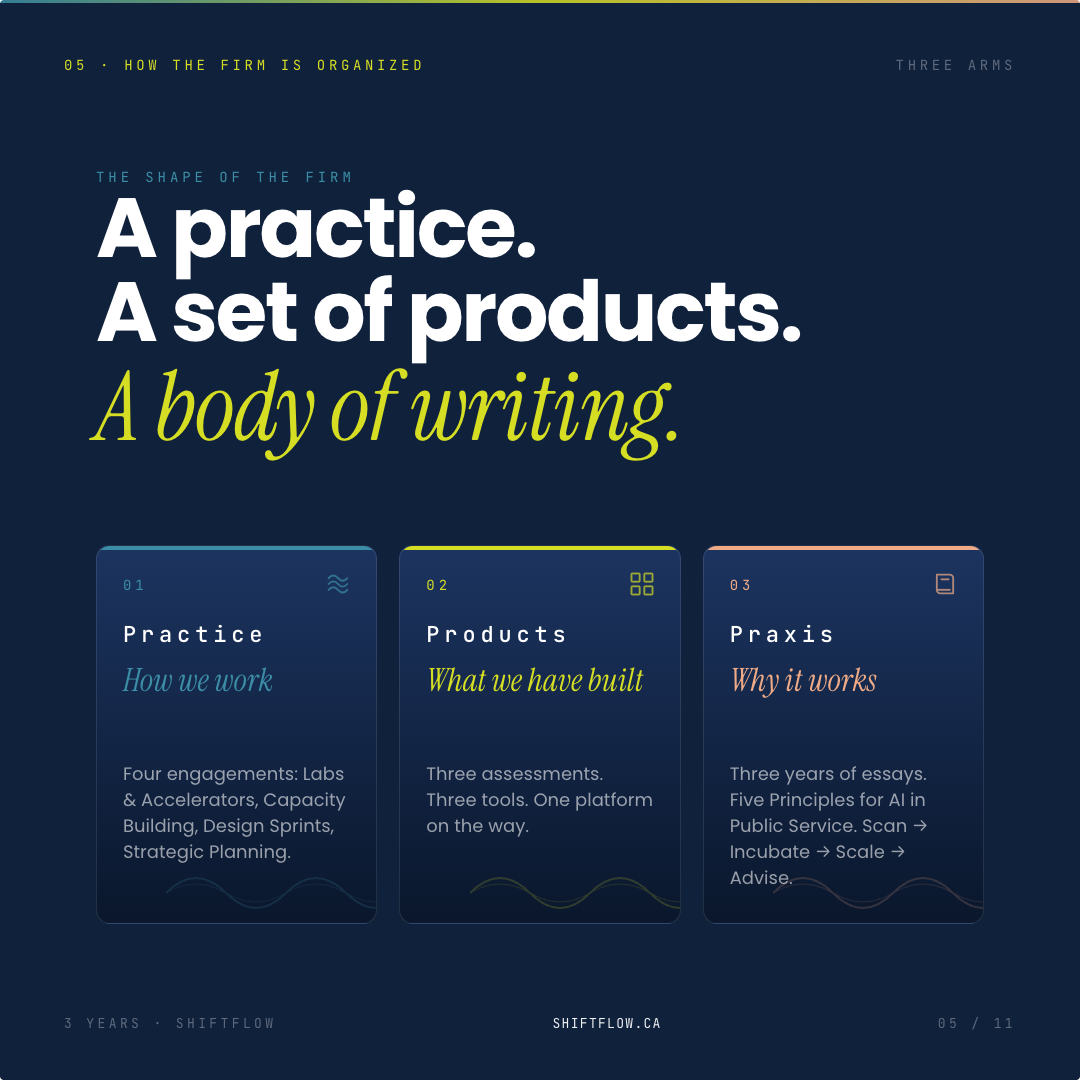 05 · HOW THE FIRM IS ORGANIZED
THREE ARMS
THE SHAPE OF THE FIRM
A practice.
A set of products.
A body of writing.
01
Practice
How we work
Four engagements: Labs
& Accelerators, Capacity
Building, Design Sprints,
Strategic Planning.
02
Products
What we have built
Three assessments.
Three tools. One platform
on the way.
03
Praxis
Why it works
Three years of essays.
Five Principles for AI in
Public Service. Scan →
Incubate → Scale →
Advise.
3 YEARS · SHIFTFLOW
SHIFTFLOW.CA
05 / 11